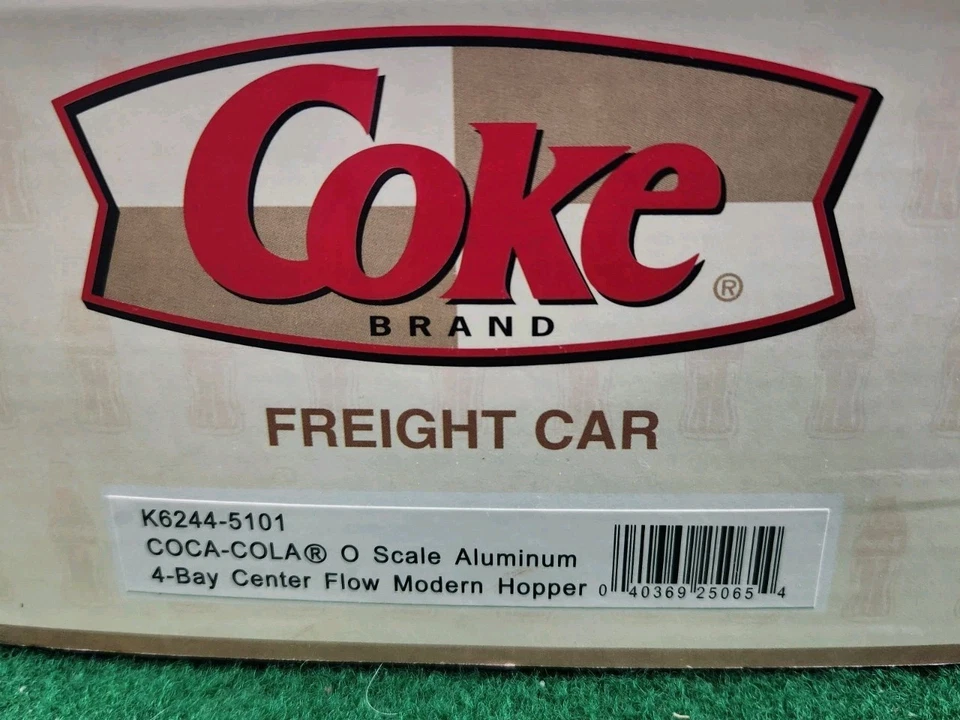 Coke
®
BRAND
FREIGHT CAR
K6244-5101
COCA-COLA® O Scale Aluminum
4-Bay Center Flow Modern Hopper
0 40369 25065 4